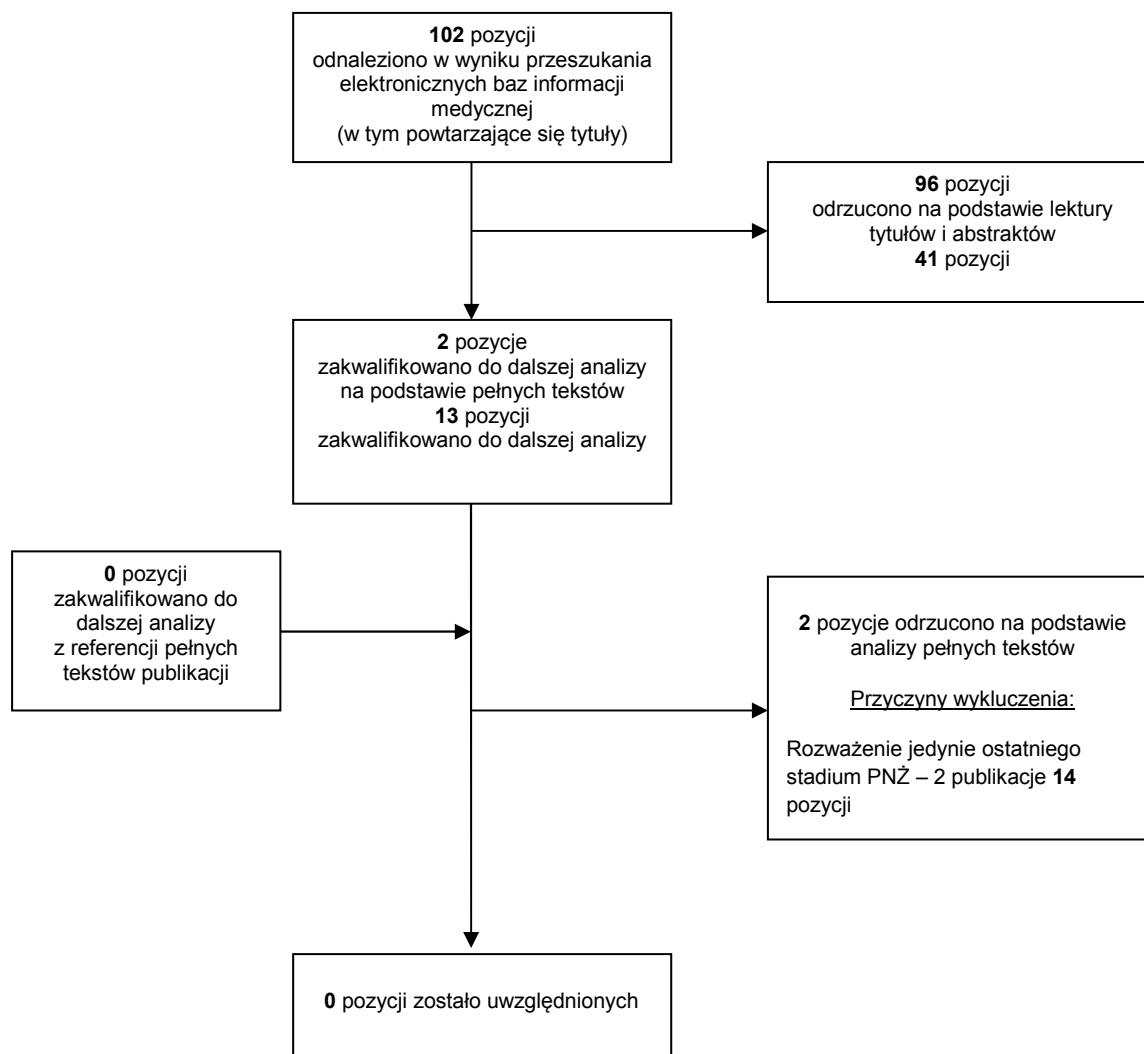 102 pozycji
odnaleziono w wyniku przeszukania
elektronicznych baz informacji
medycznej
(w tym powtarzające się tytuły)
96 pozycji
odrzucono na podstawie lektury
tytułów i abstraktów
41 pozycji
2 pozycje
zakwalifikowano do dalszej analizy
na podstawie pełnych tekstów
13 pozycji
zakwalifikowano do dalszej analizy
0 pozycji
zakwalifikowano do
dalszej analizy
z referencji pełnych
tekstów publikacji
2 pozycje odrzucono na podstawie
analizy pełnych tekstów
Przyczyny wykluczenia:
Rozważenie jedynie ostatniego
stadium PNŻ – 2 publikacje 14
pozycji
0 pozycji zostało uwzględnionych